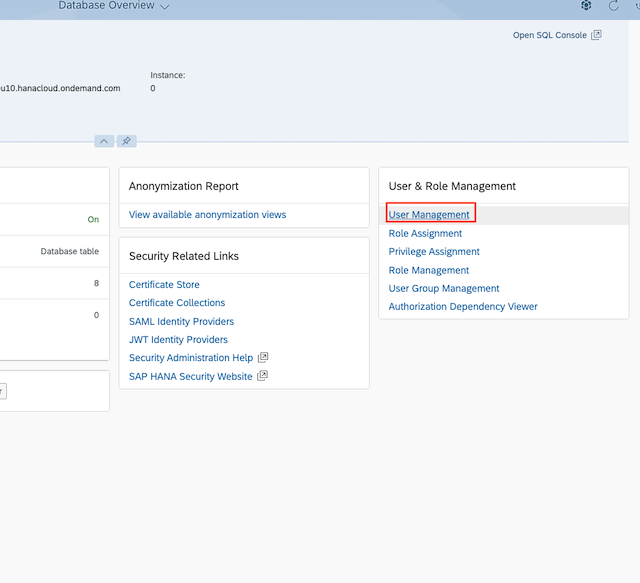 Database Overview
Open SQL Console
Instance:
u10.hanacloud.ondemand.com
0
Anonymization Report
User & Role Management
On
View available anonymization views
User Management
Role Assignment
Database table
Security Related Links
Privilege Assignment
Role Management
8
Certificate Store
User Group Management
Certificate Collections
Authorization Dependency Viewer
0
SAML Identity Providers
JWT Identity Providers
Security Administration Help
SAP HANA Security Website